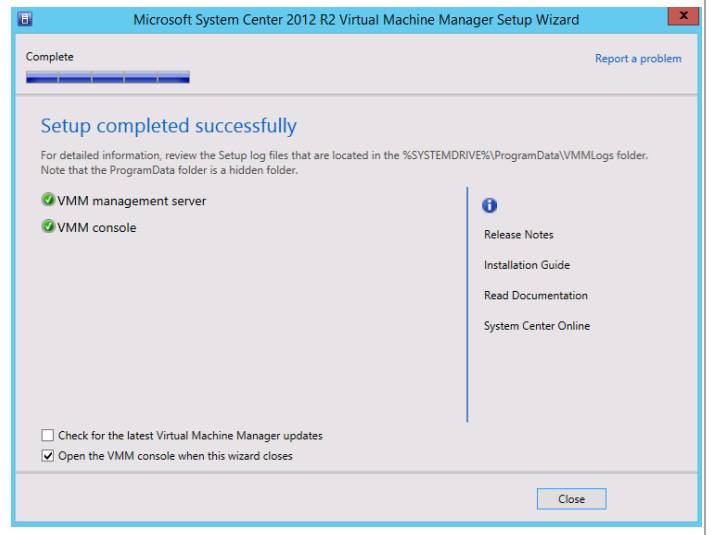 Microsoft System Center 2012 R2 Virtual Machine Manager Setup Wizard
x
Complete
Report a problem
Setup completed successfully
For detailed information, review the Setup log files that are located in the %SYSTEMDRIVE%\ProgramData\VMMLogs folder.
Note that the ProgramData folder is a hidden folder.
VMM management server
VMM console
Release Notes
Installation Guide
Read Documentation
System Center Online
Check for the latest Virtual Machine Manager updates
Open the VMM console when this wizard closes
Close